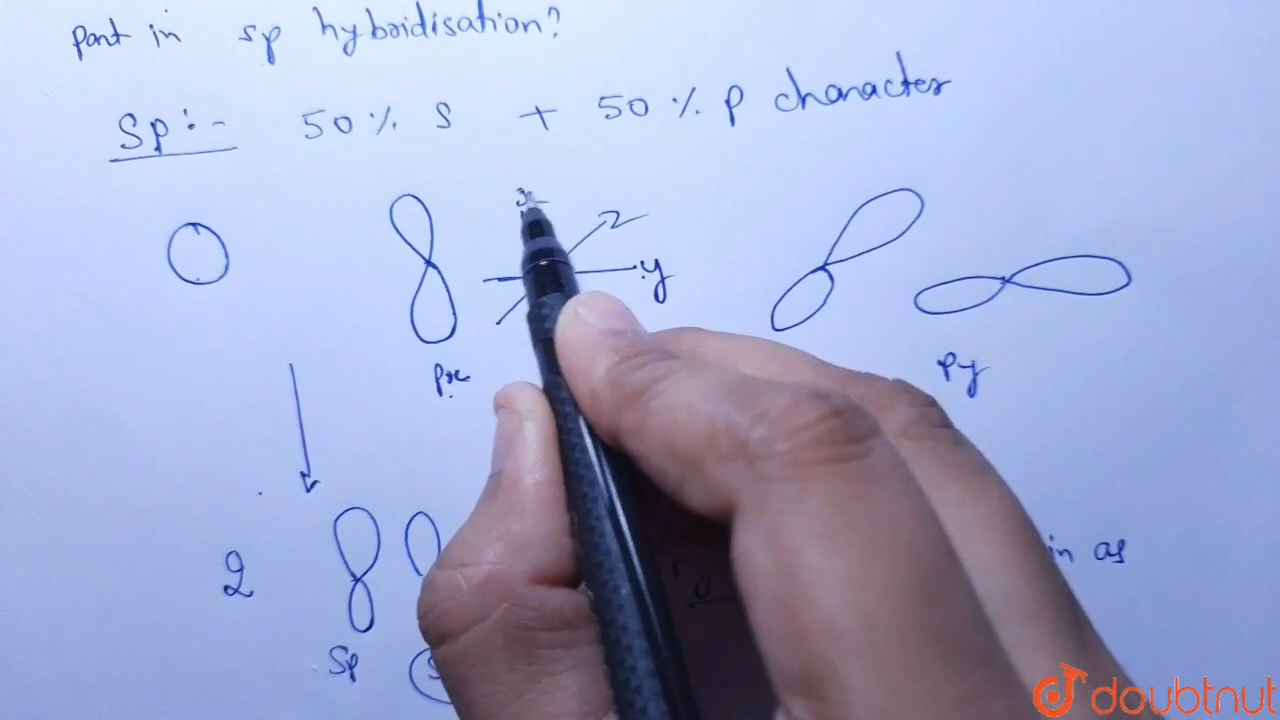 part in sp hybridisation?
Sp:- 50% s + 50% p character
z
y
px
py
2
in as
Sp
doubtnut